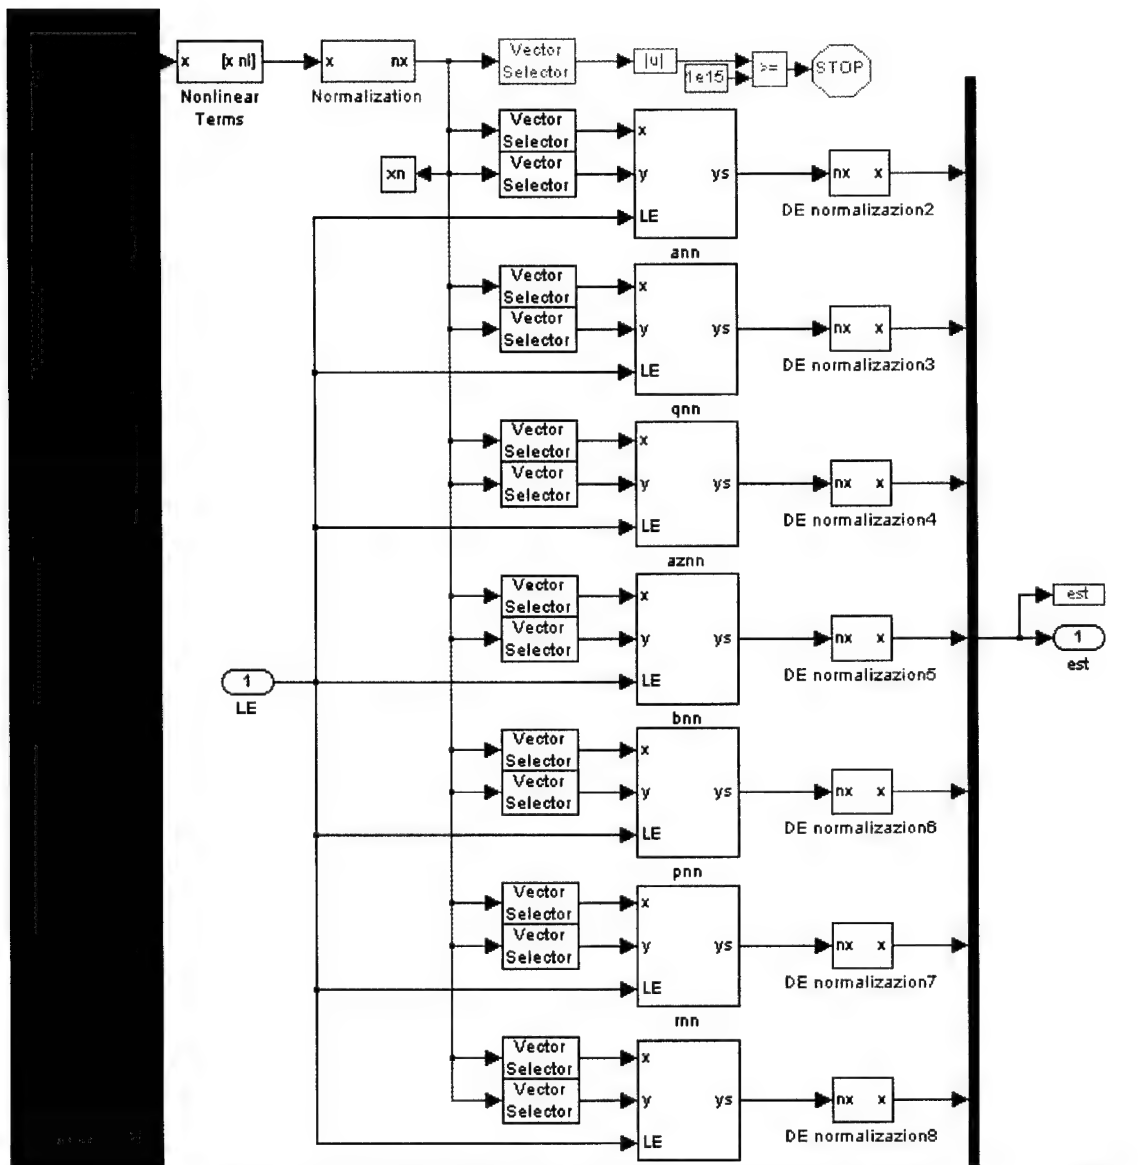 x [x nl]
Nonlinear
Terms
x nx
Normalization
Vector
Selector
|u|
1e15
>=
STOP
xn
Vector
Selector
Vector
Selector
x
y ys
LE
ann
nx x
DE normalizazion2
Vector
Selector
Vector
Selector
x
y ys
LE
qnn
nx x
DE normalizazion3
Vector
Selector
Vector
Selector
x
y ys
LE
aznn
nx x
DE normalizazion4
Vector
Selector
Vector
Selector
x
y ys
LE
bnn
nx x
DE normalizazion5
1
LE
est
1
est
Vector
Selector
Vector
Selector
x
y ys
LE
pnn
nx x
DE normalizazion6
Vector
Selector
Vector
Selector
x
y ys
LE
rnn
nx x
DE normalizazion7
Vector
Selector
Vector
Selector
x
y ys
LE
nx x
DE normalizazion8